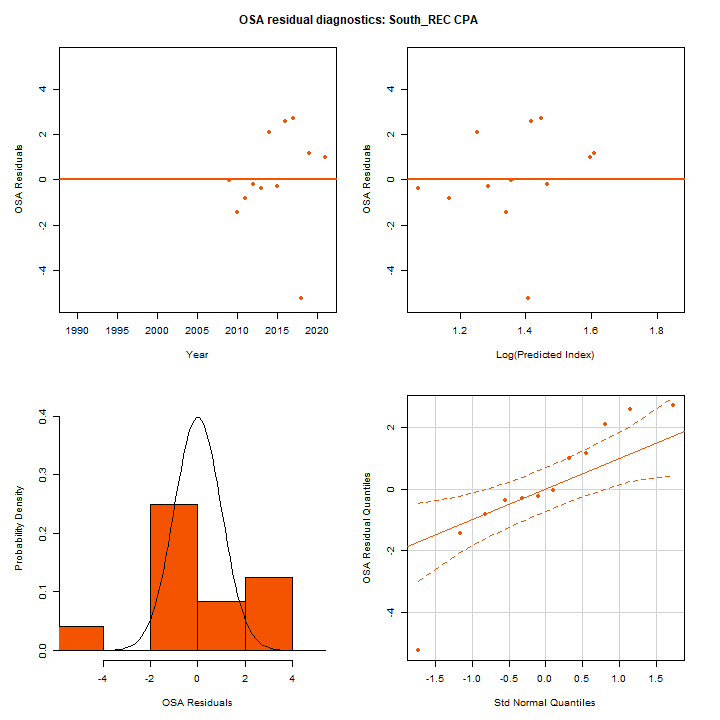 OSA residual diagnostics: South_REC CPA
OSA Residuals
4
2
0
-2
-4
1990 1995 2000 2005 2010 2015 2020
Year
OSA Residuals
4
2
0
-2
-4
1.2 1.4 1.6 1.8
Log(Predicted Index)
Probability Density
0.4
0.3
0.2
0.1
0.0
-4 -2 0 2 4
OSA Residuals
OSA Residual Quantiles
2
0
-2
-4
-1.5 -1.0 -0.5 0.0 0.5 1.0 1.5
Std Normal Quantiles